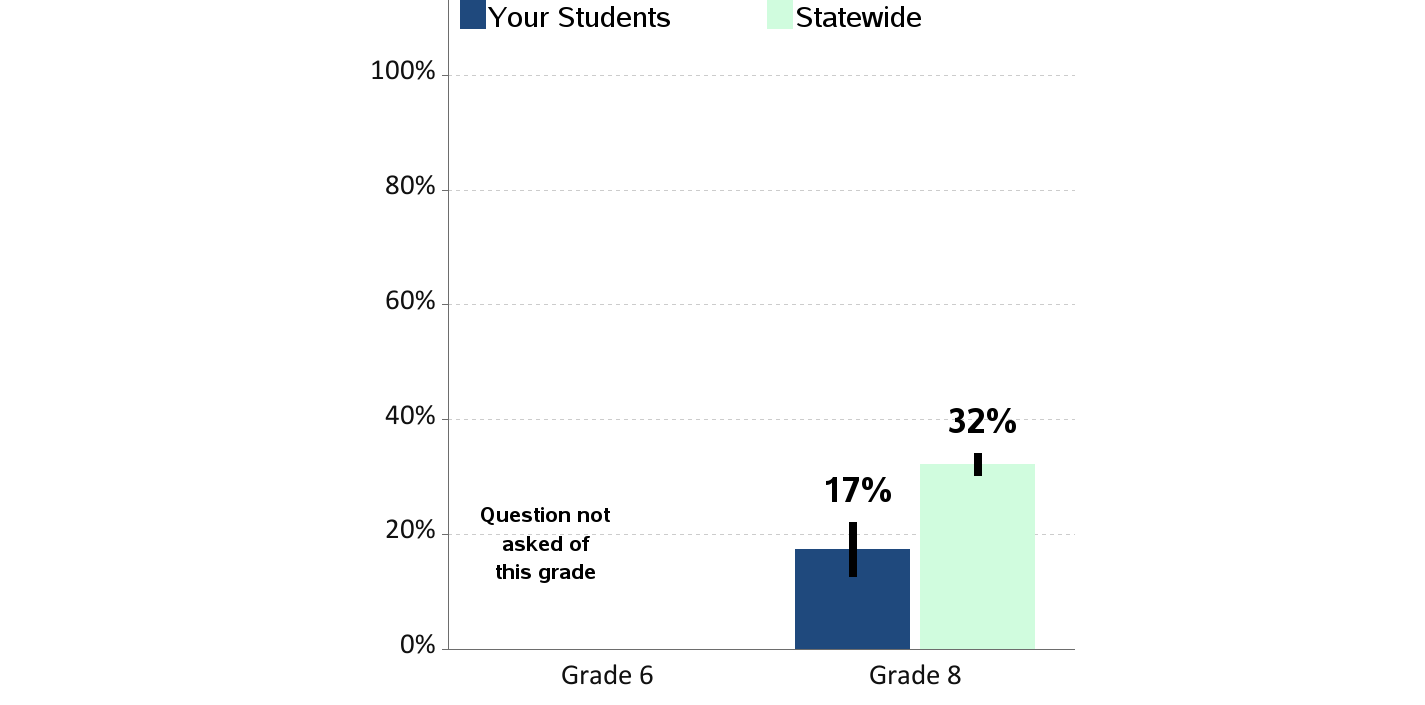 Your Students Statewide
100%
80%
60%
40%
32%
17%
Question not
20%
asked of
this grade
0%
Grade 6 Grade 8